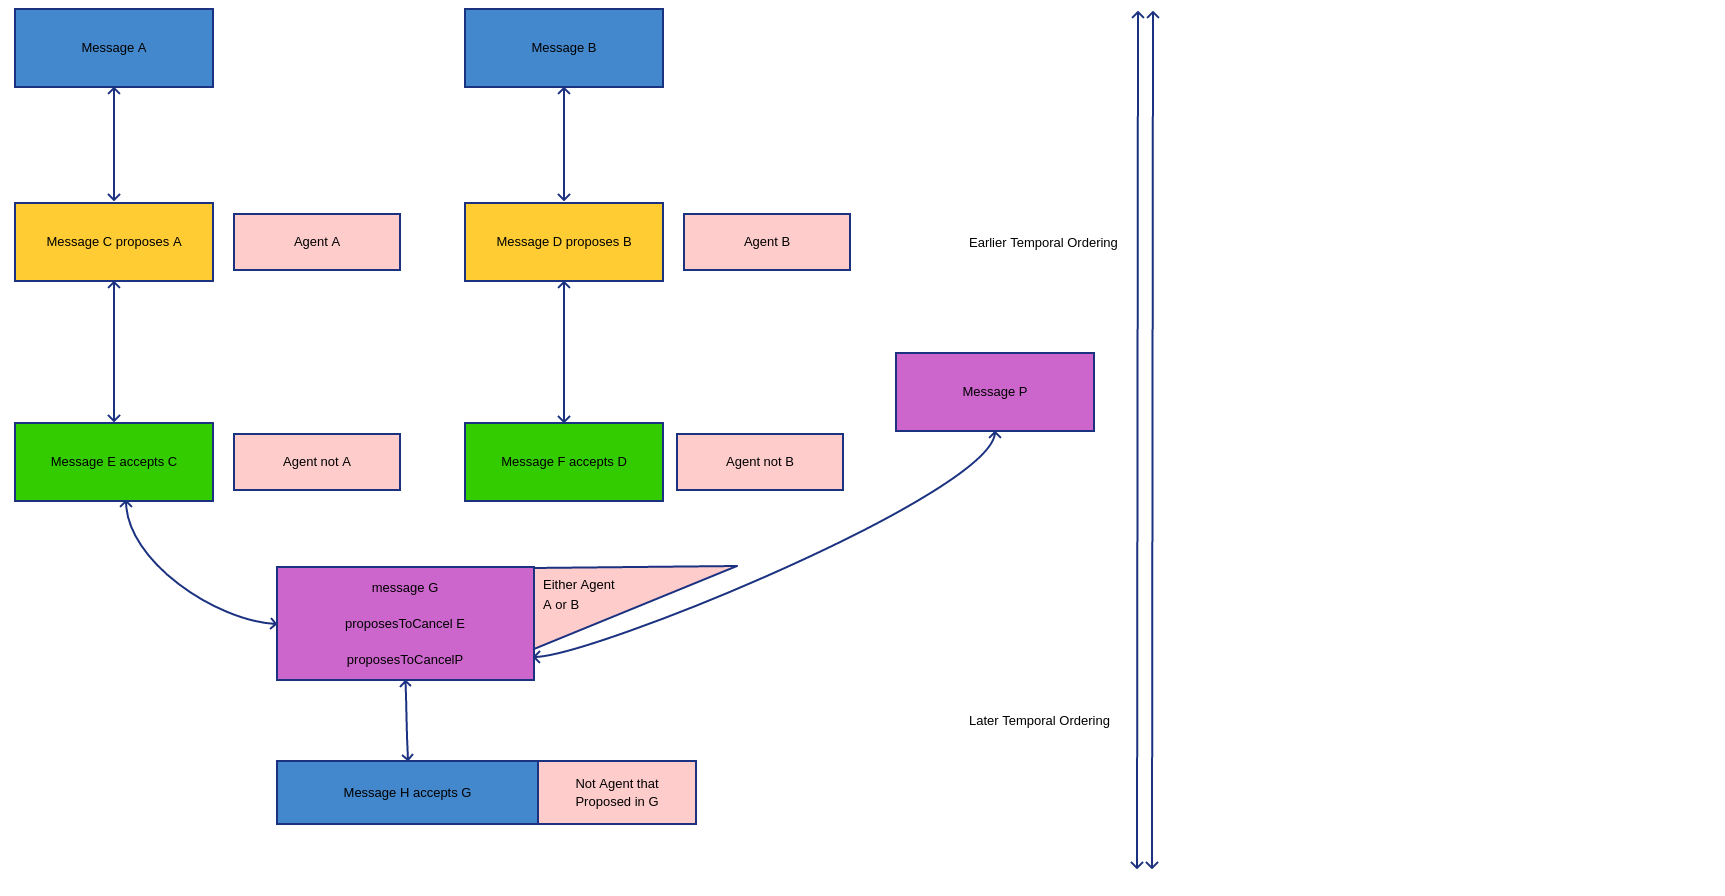 Message A
Message B
Message C proposes A
Agent A
Message D proposes B
Agent B
Earlier Temporal Ordering
Message P
Message E accepts C
Agent not A
Message F accepts D
Agent not B
message G
proposesToCancel E
proposesToCancelP
Either Agent
A or B
Later Temporal Ordering
Message H accepts G
Not Agent that
Proposed in G